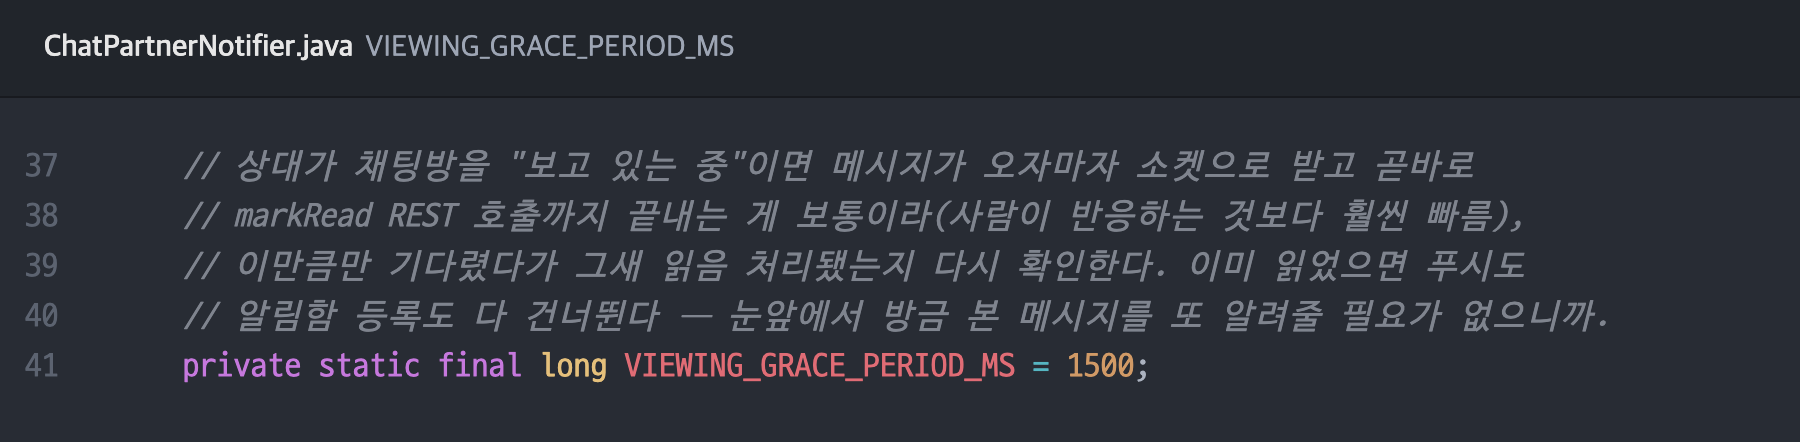 ChatPartnerNotifier.java VIEWING_GRACE_PERIOD_MS
37 // 상대가 채팅방을 "보고 있는 중"이면 메시지가 오자마자 소켓으로 받고 곧바로
38 // markRead REST 호출까지 끝내는 게 보통이라(사람이 반응하는 것보다 훨씬 빠름),
39 // 이만큼만 기다렸다가 그새 읽음 처리됐는지 다시 확인한다. 이미 읽었으면 푸시도
40 // 알림함 등록도 다 건너뛴다 — 눈앞에서 방금 본 메시지를 또 알려줄 필요가 없으니까.
41 private static final long VIEWING_GRACE_PERIOD_MS = 1500;